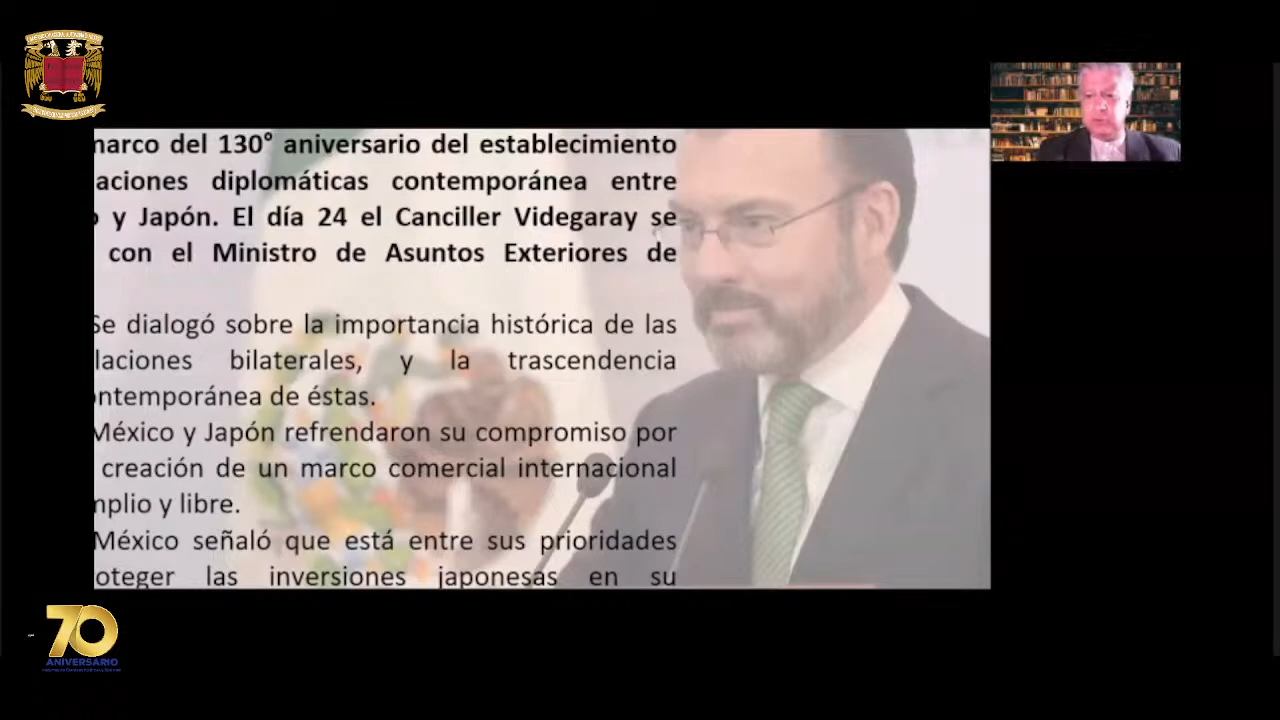 marco del 130° aniversario del establecimiento
aciones diplomáticas contemporánea entre
o y Japón. El día 24 el Canciller Videgaray se
con el Ministro de Asuntos Exteriores de
Se dialogó sobre la importancia histórica de las
laciones bilaterales, y la trascendencia
ontemporánea de éstas.
México y Japón refrendaron su compromiso por
creación de un marco comercial internacional
mplio y libre.
México señaló que está entre sus prioridades
oteger las inversiones japonesas en su
70
ANIVERSARIO